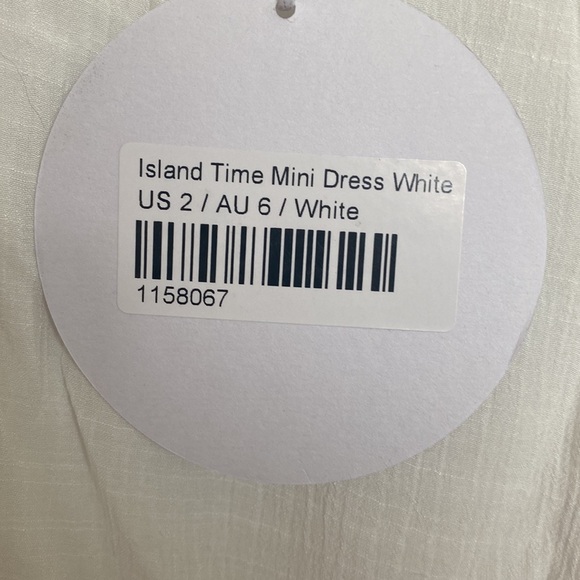 Island Time Mini Dress White
US 2 / AU 6 / White
1158067